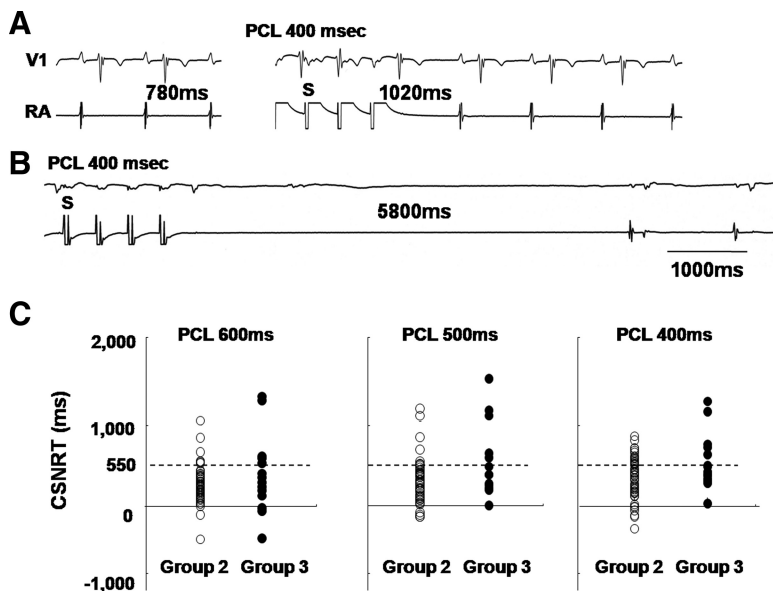 A
PCL 400 msec
V1
780ms
S
1020ms
RA
B
PCL 400 msec
S
5800ms
1000ms
C
CSNRT (ms)
2,000
1,000
550
0
-1,000
PCL 600ms
Group 2 Group 3
PCL 500ms
Group 2 Group 3
PCL 400ms
Group 2 Group 3